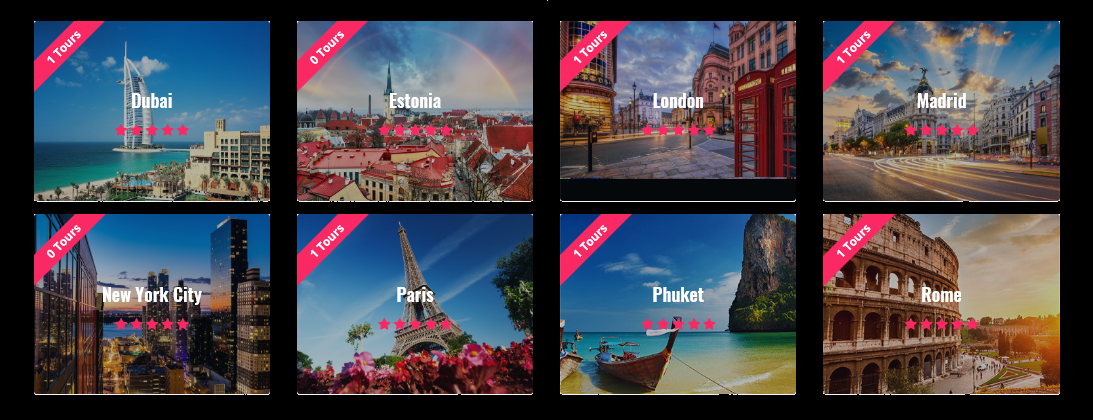 1 Tours
Dubai
0 Tours
Estonia
1 Tours
London
1 Tours
Madrid
0 Tours
New York City
1 Tours
Paris
1 Tours
Phuket
1 Tours
Rome